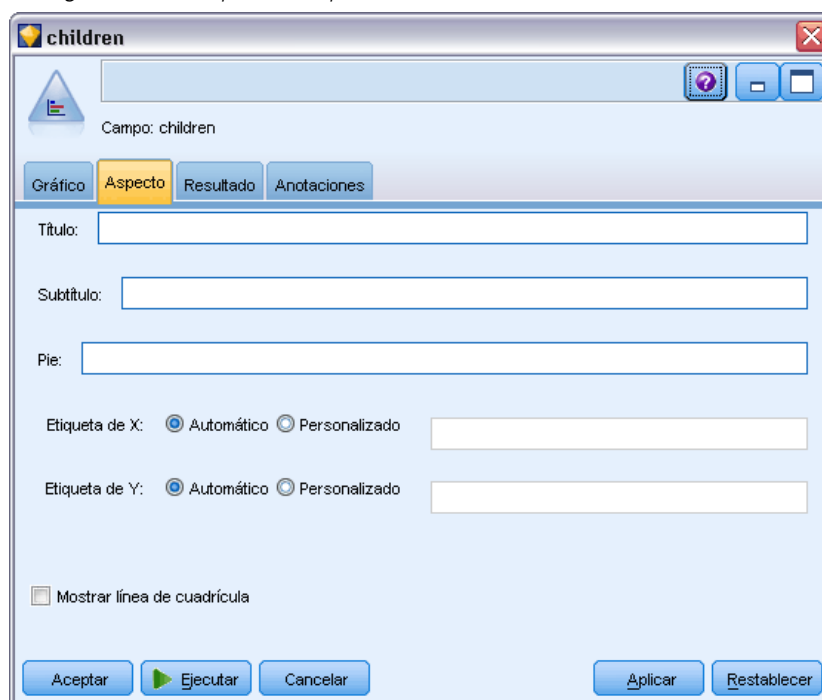 children
Campo: children
Gráfico Aspecto Resultado Anotaciones
Título:
Subtítulo:
Pie:
Etiqueta de X: Automático Personalizado
Etiqueta de Y: Automático Personalizado
Mostrar línea de cuadrícula
Aceptar Ejecutar Cancelar Aplicar Restablecer